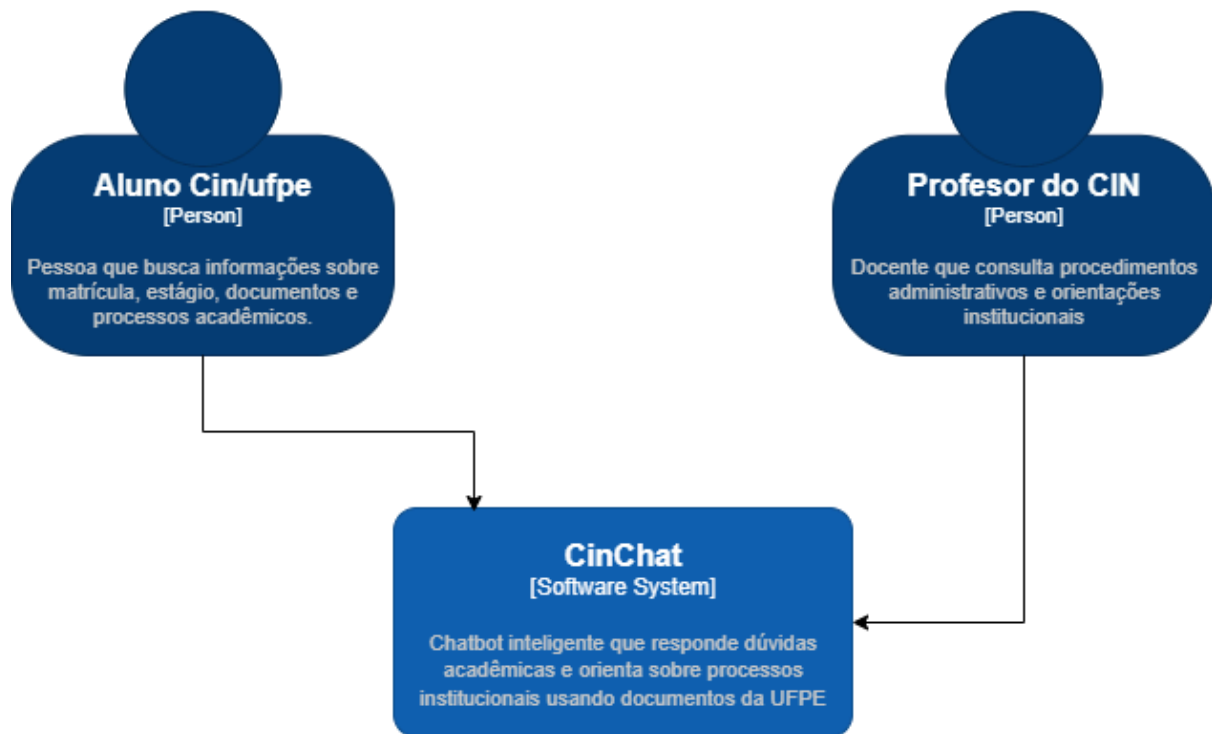 Aluno Cin/ufpe
[Person]
Pessoa que busca informações sobre
matrícula, estágio, documentos e
processos acadêmicos.
Profesor do CIN
[Person]
Docente que consulta procedimentos
administrativos e orientações
institucionais
CinChat
[Software System]
Chatbot inteligente que responde dúvidas
acadêmicas e orienta sobre processos
institucionais usando documentos da UFPE